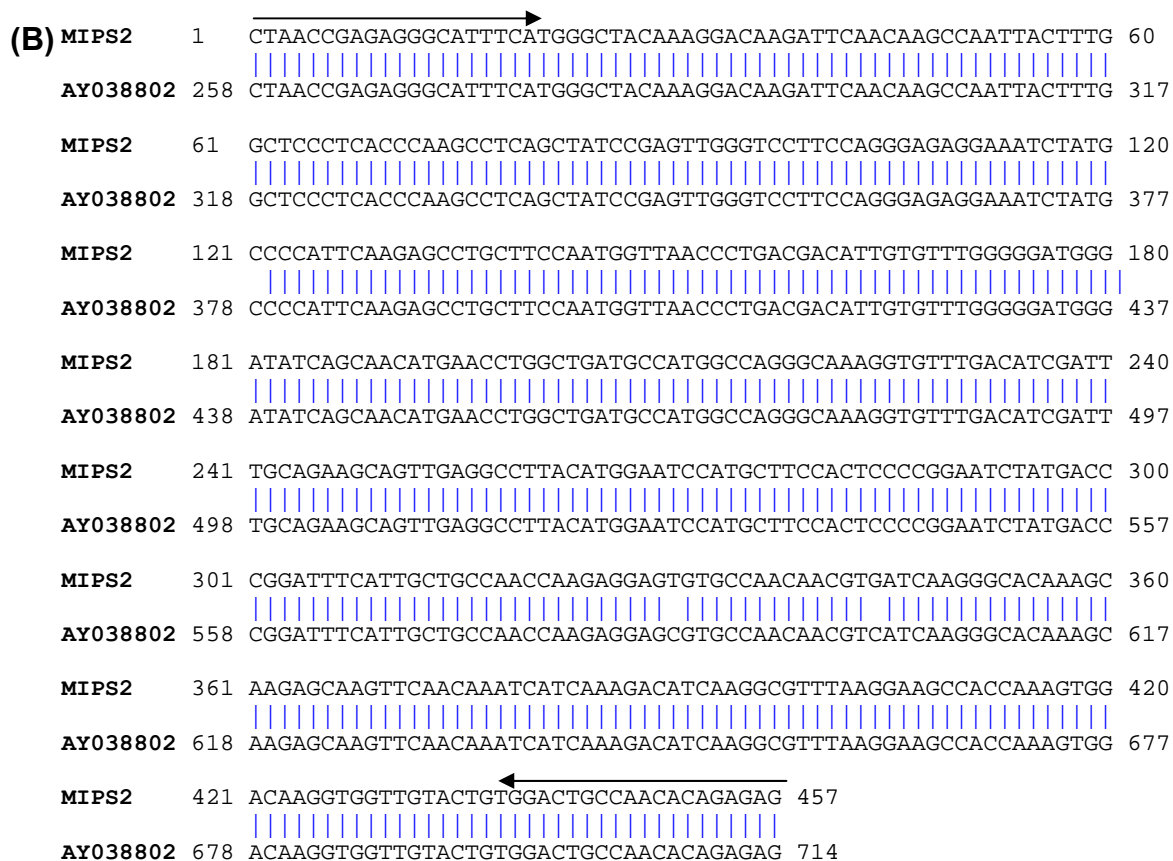 (B) MIPS2 1 CTAACCGAGAGGGCATTTCATGGGCTACAAAGGACAAGATTCAACAAGCCAATTACTTTG 60
AY038802 258 CTAACCGAGAGGGCATTTCATGGGCTACAAAGGACAAGATTCAACAAGCCAATTACTTTG 317
MIPS2 61 GCTCCCTCACCCAAGCCTCAGCTATCCGAGTTGGGTCCTTCCAGGGAGAGGAAATCTATG 120
AY038802 318 GCTCCCTCACCCAAGCCTCAGCTATCCGAGTTGGGTCCTTCCAGGGAGAGGAAATCTATG 377
MIPS2 121 CCCCATTCAAGAGCCTGCTTCCAATGGTTAACCCTGACGACATTGTGTTTGGGGGATGGG 180
AY038802 378 CCCCATTCAAGAGCCTGCTTCCAATGGTTAACCCTGACGACATTGTGTTTGGGGGATGGG 437
MIPS2 181 ATATCAGCAACATGAACCTGGCTGATGCCATGGCCAGGGCAAAGGTGTTTGACATCGATT 240
AY038802 438 ATATCAGCAACATGAACCTGGCTGATGCCATGGCCAGGGCAAAGGTGTTTGACATCGATT 497
MIPS2 241 TGCAGAAGCAGTTGAGGCCTTACATGGAATCCATGCTTCCACTCCCCGGAATCTATGACC 300
AY038802 498 TGCAGAAGCAGTTGAGGCCTTACATGGAATCCATGCTTCCACTCCCCGGAATCTATGACC 557
MIPS2 301 CGGATTTCATTGCTGCCAACCAAGAGGAGTGTGCCAACAACGTGATCAAGGGCACAAAGC 360
AY038802 558 CGGATTTCATTGCTGCCAACCAAGAGGAGCGTGCCAACAACGTCATCAAGGGCACAAAGC 617
MIPS2 361 AAGAGCAAGTTCAACAAATCATCAAAGACATCAAGGCGTTTAAGGAAGCCACCAAAGTGG 420
AY038802 618 AAGAGCAAGTTCAACAAATCATCAAAGACATCAAGGCGTTTAAGGAAGCCACCAAAGTGG 677
MIPS2 421 ACAAGGTGGTTGTACTGTGGACTGCCAACACAGAGAG 457
AY038802 678 ACAAGGTGGTTGTACTGTGGACTGCCAACACAGAGAG 714